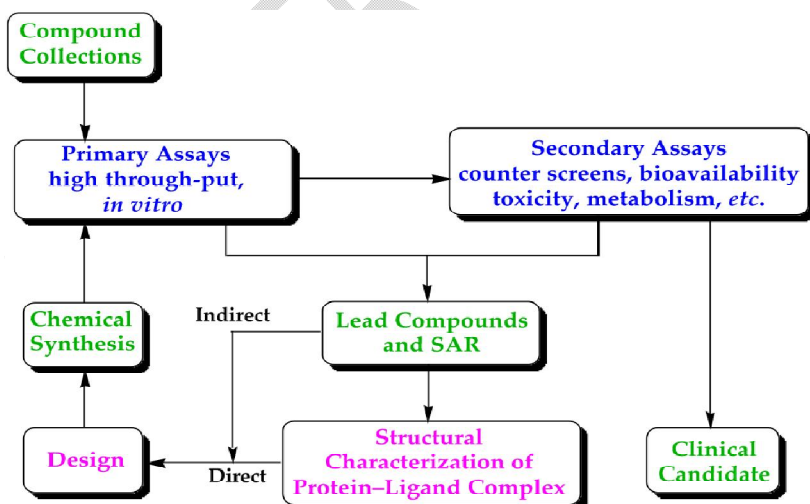 Compound
Collections
Primary Assays
high through-put,
in vitro
Secondary Assays
counter screens, bioavailability
toxicity, metabolism, etc.
Chemical
Synthesis
Indirect
Lead Compounds
and SAR
Design
Direct
Structural
Characterization of
Protein–Ligand Complex
Clinical
Candidate